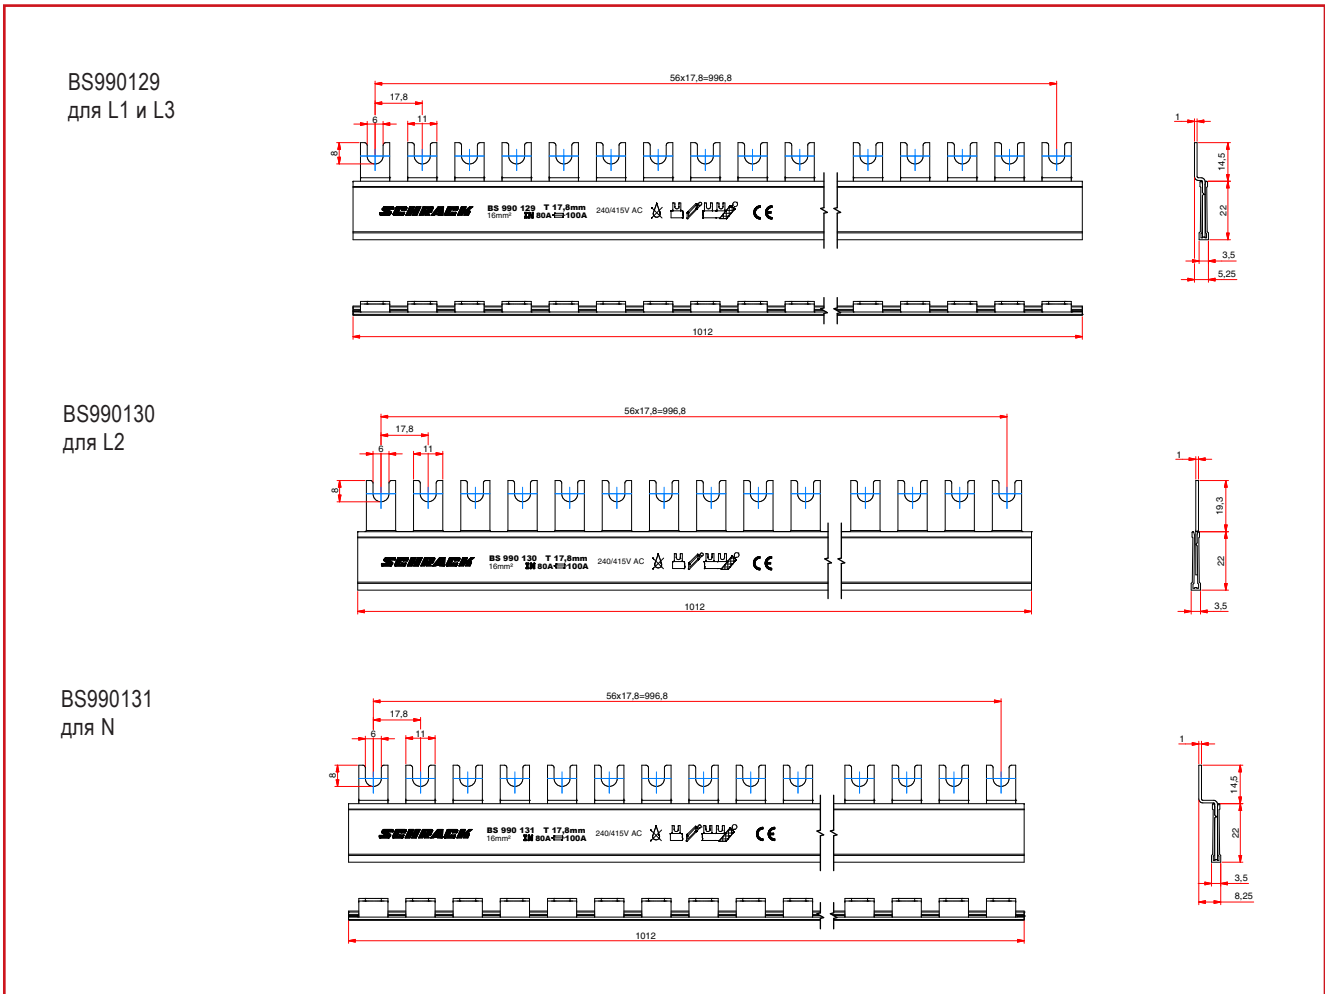 BS990129
для L1 и L3
56x17,8=996,8
17,8
6
11
8
SCHRACK
BS 990 129 T 17,8mm
16mm² IN 80A 100A
240/415V AC
CE
1012
1
14,5
22
3,5
5,25
BS990130
для L2
56x17,8=996,8
17,8
6
11
8
SCHRACK
BS 990 130 T 17,8mm
16mm² IN 80A 100A
240/415V AC
CE
1012
1
19,3
22
3,5
BS990131
для N
56x17,8=996,8
17,8
6
11
8
SCHRACK
BS 990 131 T 17,8mm
16mm² IN 80A 100A
240/415V AC
CE
1012
1
14,5
22
3,5
8,25